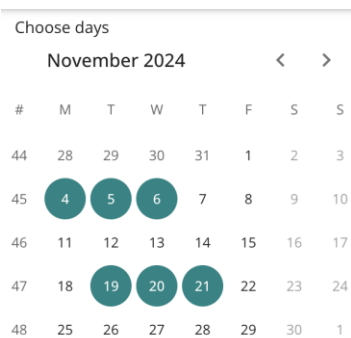 Choose days
November 2024 < >
# M T W T F S S
44 28 29 30 31 1 2 3
45 4 5 6 7 8 9 10
46 11 12 13 14 15 16 17
47 18 19 20 21 22 23 24
48 25 26 27 28 29 30 1